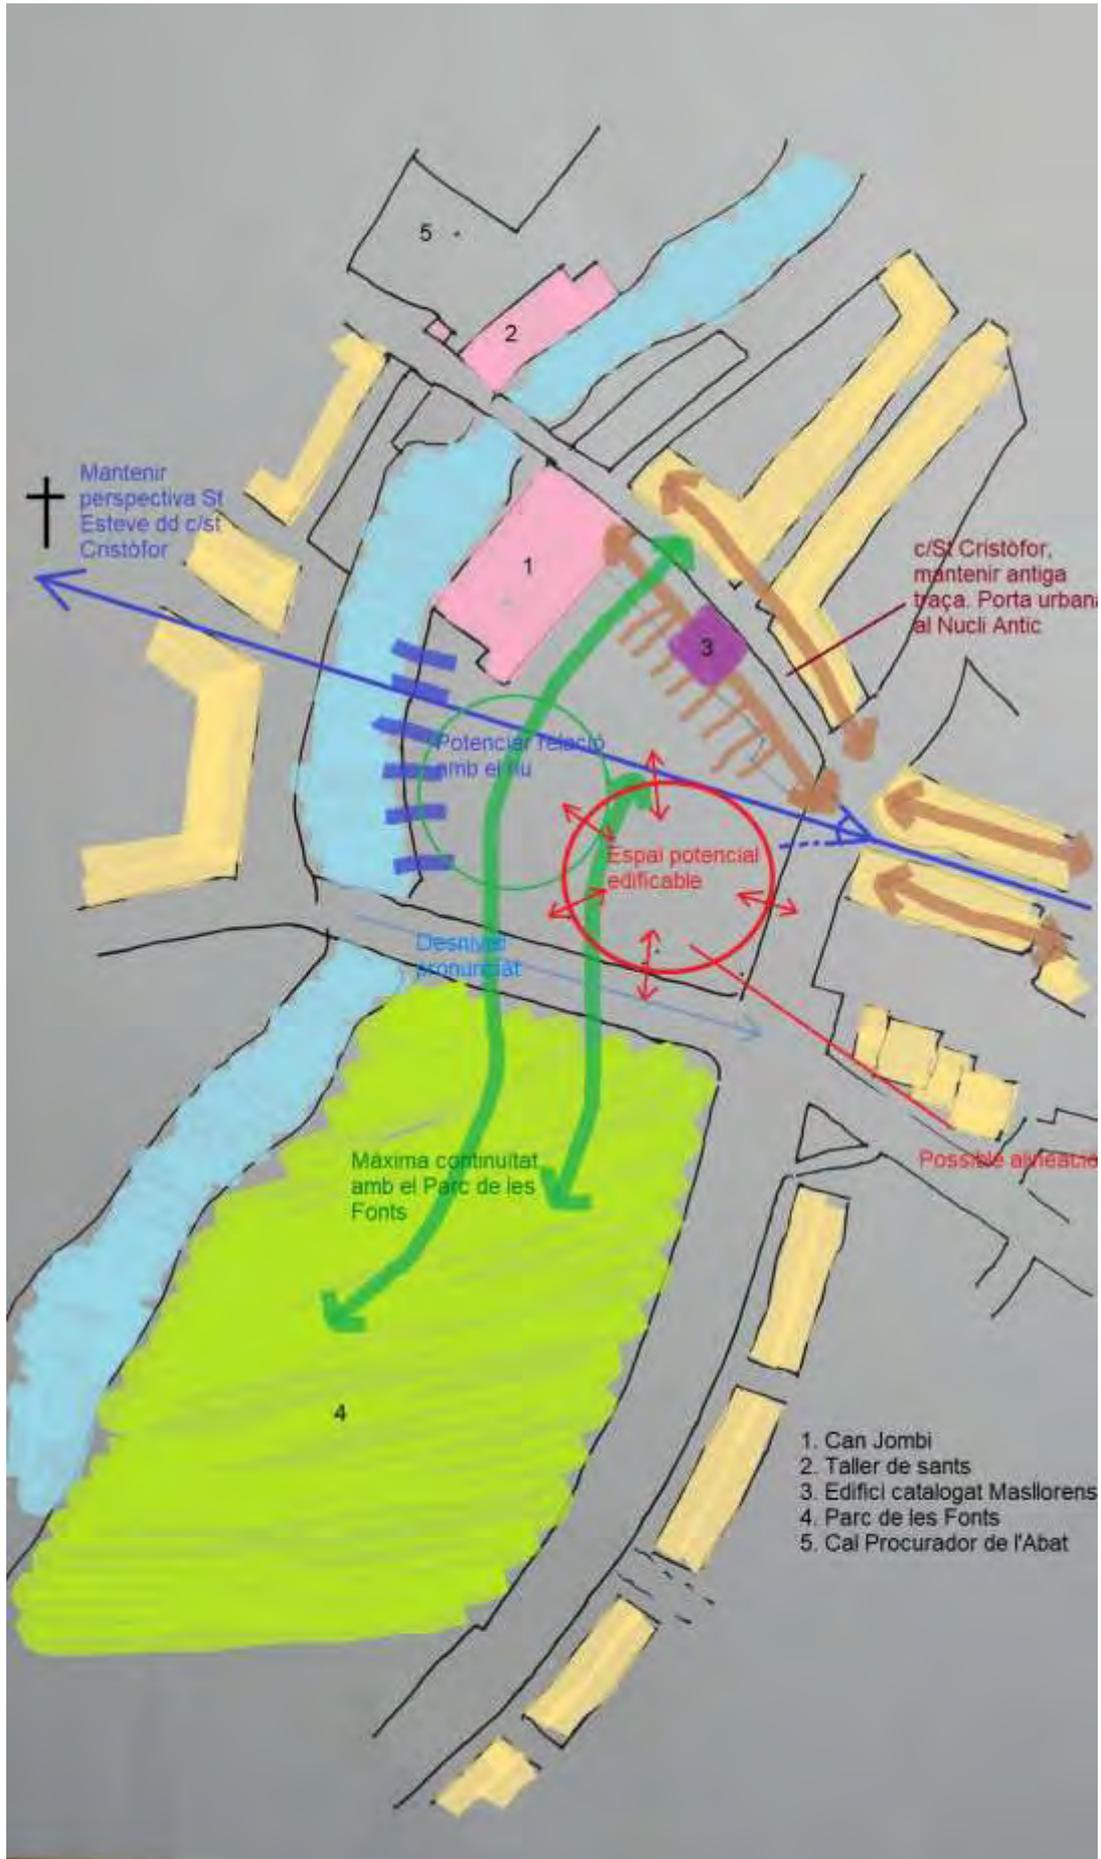 5
2
Mantenir
perspectiva St
Esteve dd c/st
Cristòfor
1
c/St Cristòfor,
mantenir antiga
traça. Porta urbana
al Nucli Antic
3
Potenciar relació
amb el riu
Espai potencial
edificable
Desnivell
pronunciat
Màxima continuïtat
amb el Parc de les
Fonts
Possible alineació
4
1. Can Jombi
2. Taller de sants
3. Edifici catalogat Masllorens
4. Parc de les Fonts
5. Cal Procurador de l'Abat